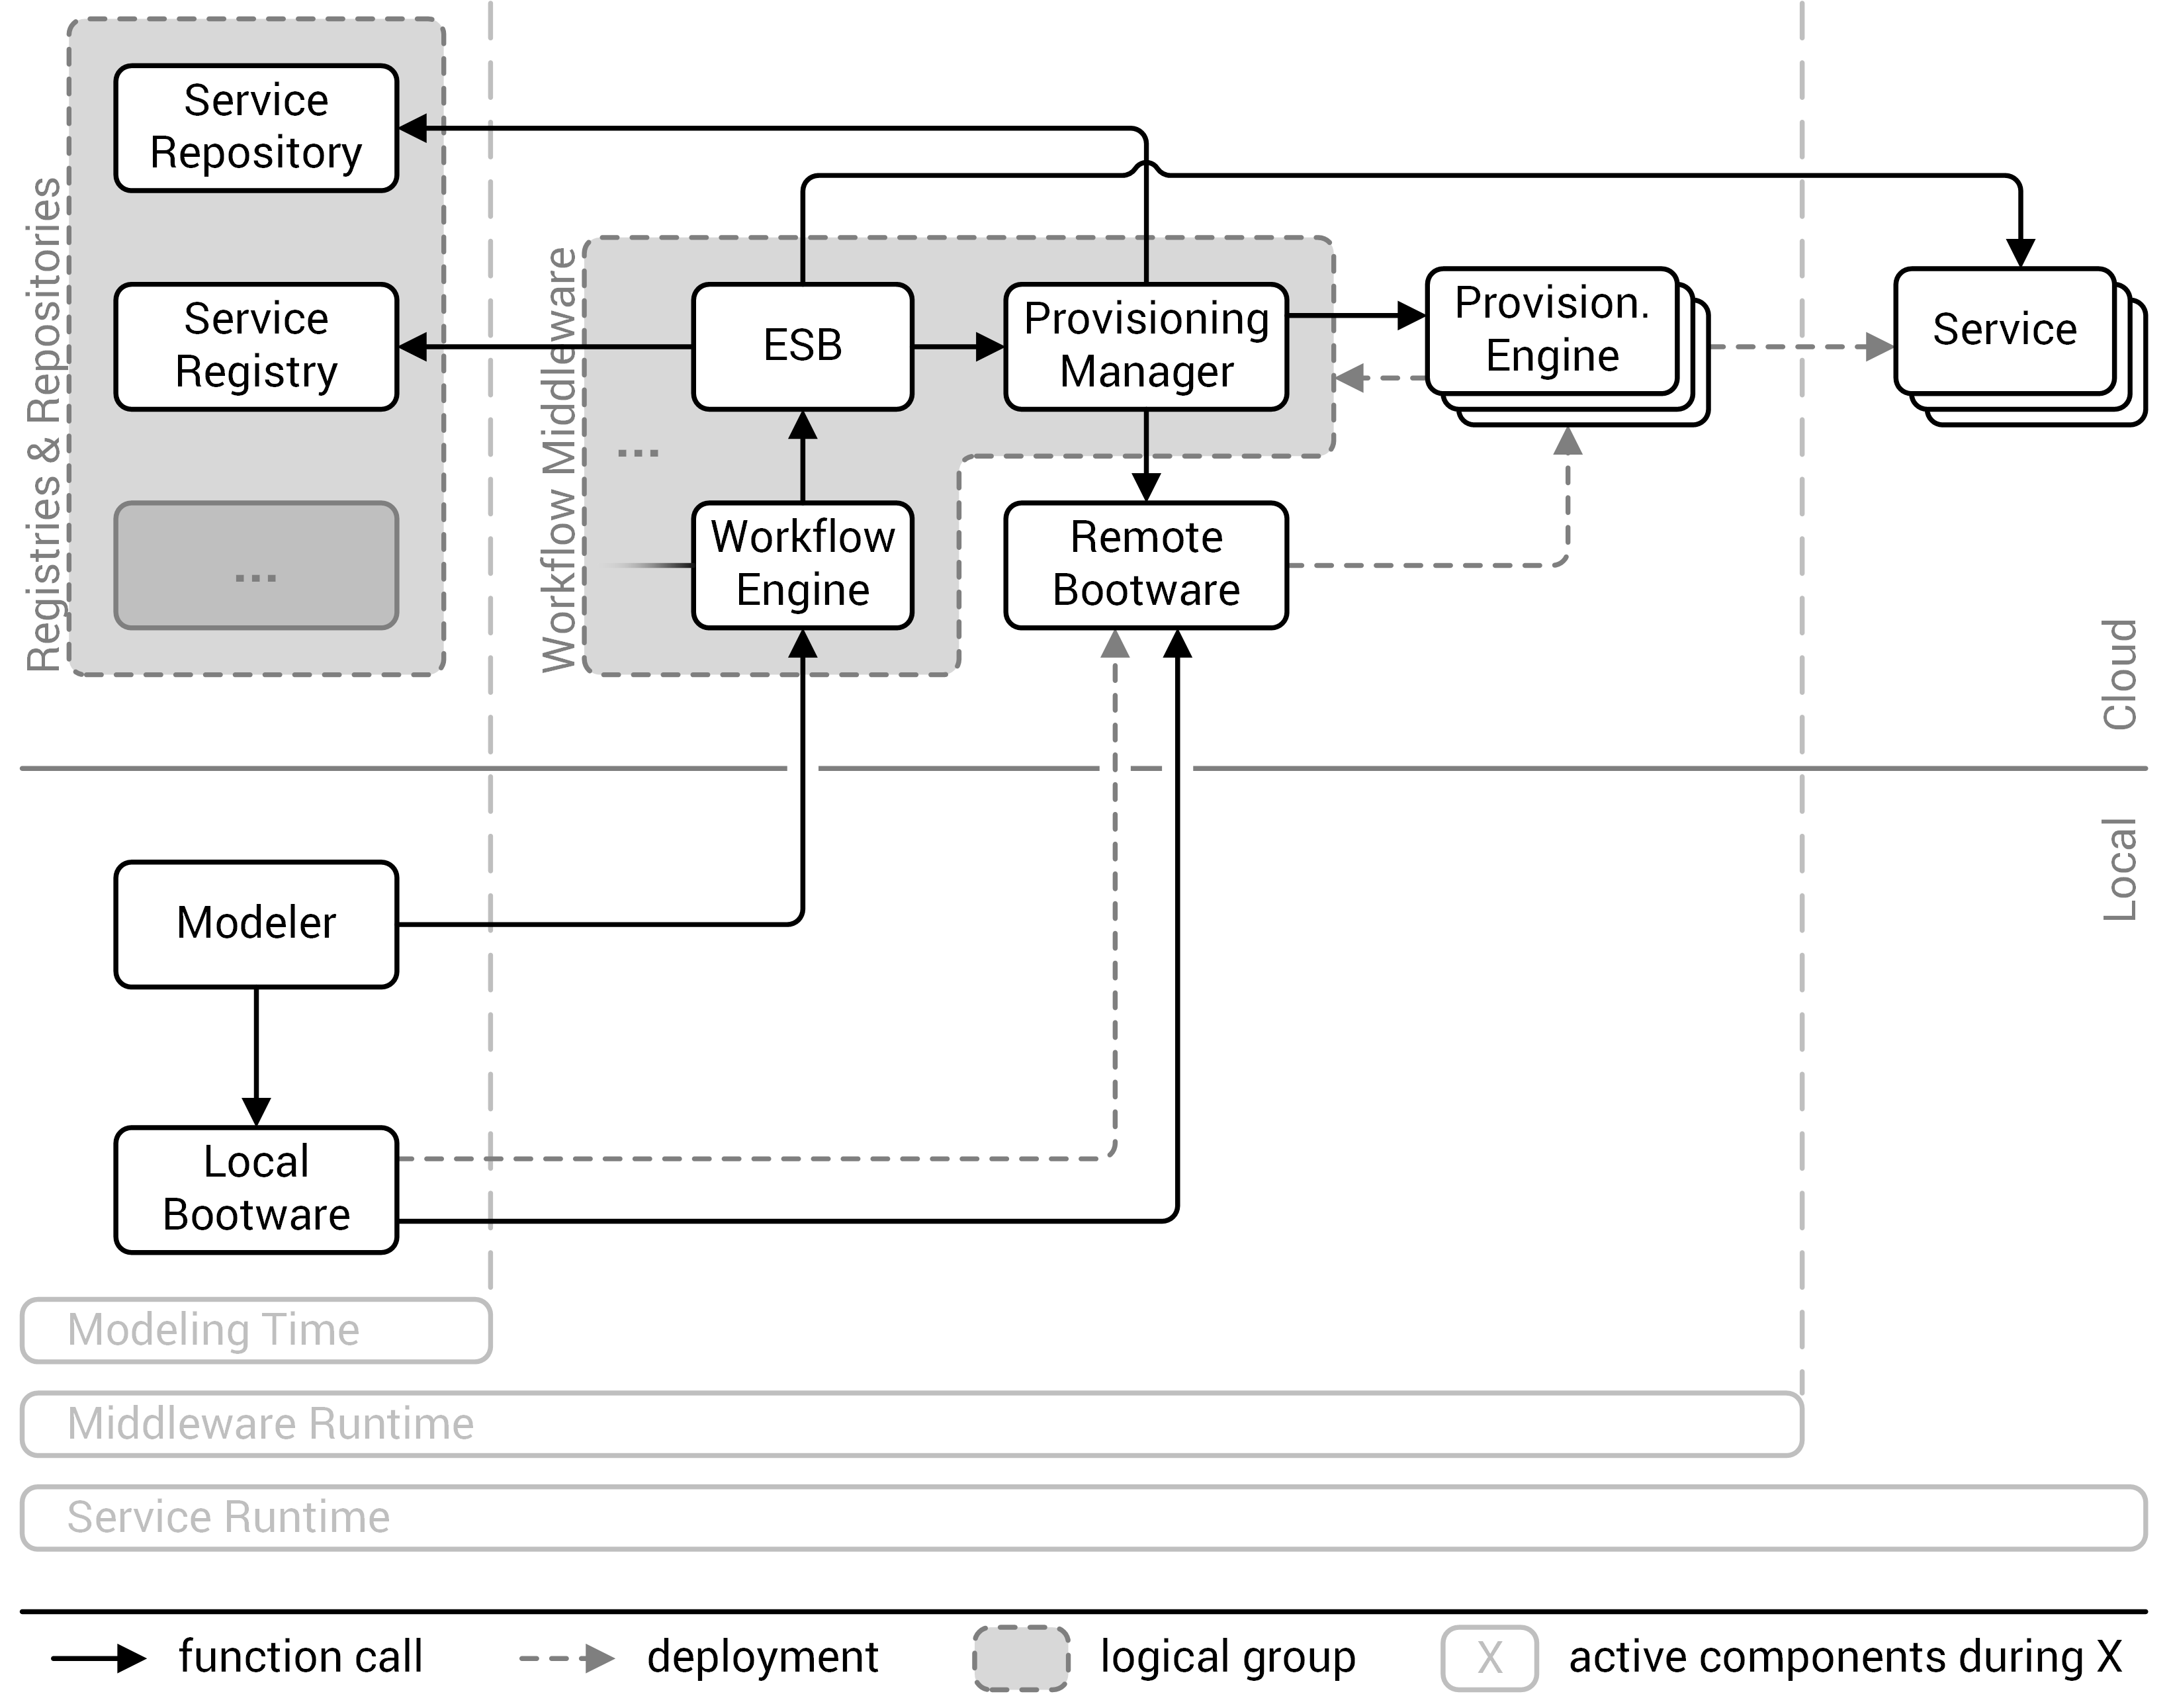 Service
Repository
Service
Registry
...
Registries & Repositories
Workflow Middleware
ESB
Provisioning
Manager
Provision.
Engine
Service
...
Workflow
Engine
Remote
Bootware
Cloud
Local
Modeler
Local
Bootware
Modeling Time
Middleware Runtime
Service Runtime
function call
deployment
logical group
X
active components during X